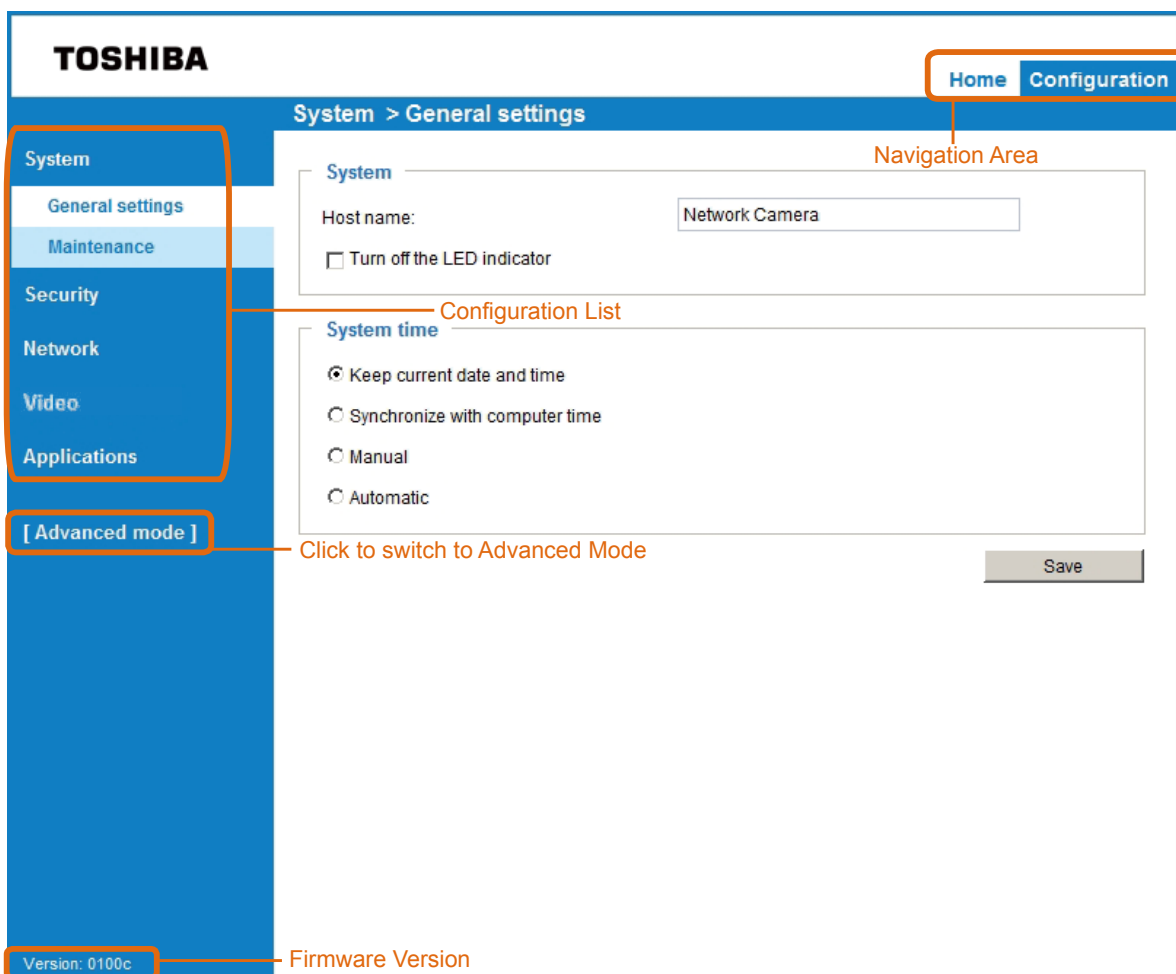 TOSHIBA
Home Configuration
System > General settings
Navigation Area
System
General settings
Maintenance
Security
Network
Video
Applications
[ Advanced mode ]
Configuration List
System
Host name: Network Camera
Turn off the LED indicator
System time
Keep current date and time
Synchronize with computer time
Manual
Automatic
Click to switch to Advanced Mode
Save
Version: 0100c
Firmware Version